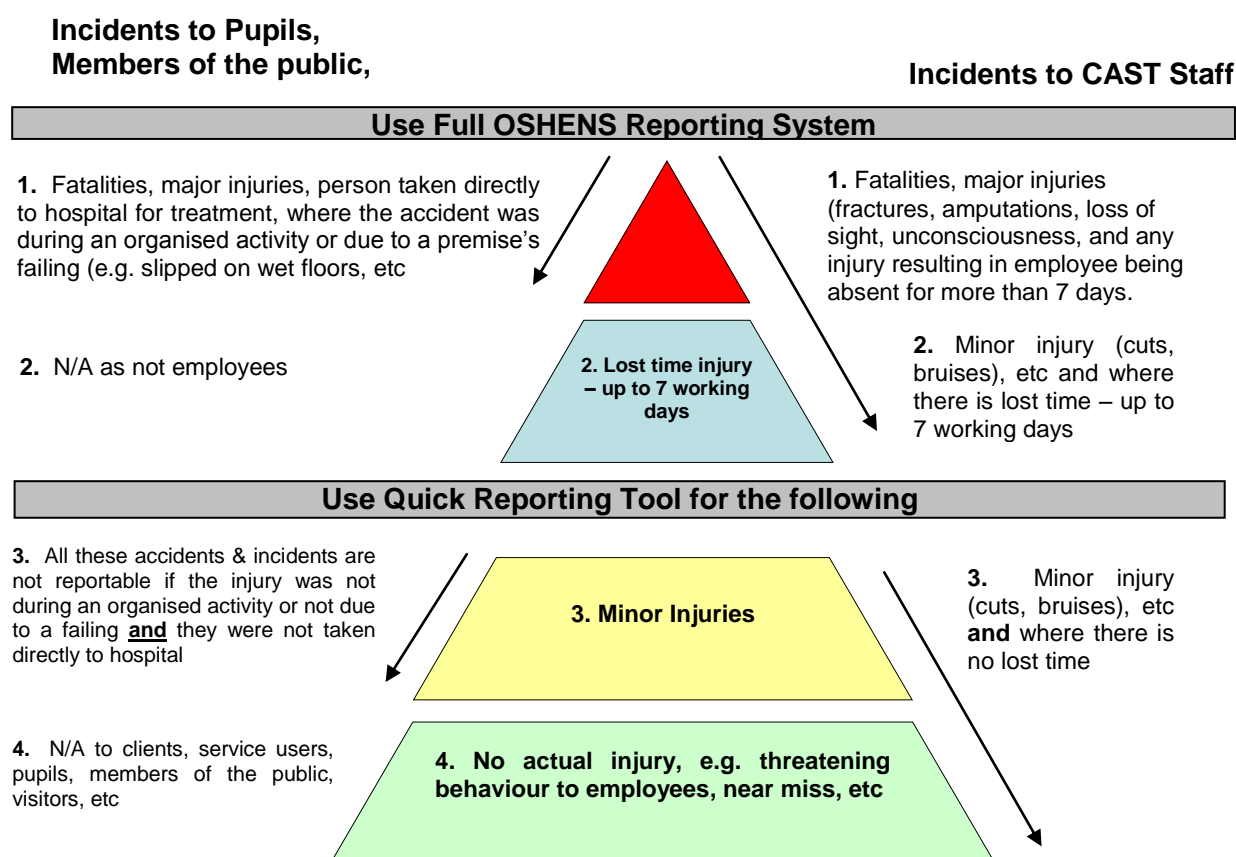 Incidents to Pupils,
Members of the public,
Incidents to CAST Staff
Use Full OSHENS Reporting System
1. Fatalities, major injuries, person taken directly
to hospital for treatment, where the accident was
during an organised activity or due to a premise's
failing (e.g. slipped on wet floors, etc
1. Fatalities, major injuries
(fractures, amputations, loss of
sight, unconsciousness, and any
injury resulting in employee being
absent for more than 7 days.
2. N/A as not employees
2. Lost time injury
– up to 7 working
days
2. Minor injury (cuts,
bruises), etc and where
there is lost time – up to
7 working days
Use Quick Reporting Tool for the following
3. All these accidents & incidents are
not reportable if the injury was not
during an organised activity or not due
to a failing and they were not taken
directly to hospital
3. Minor Injuries
3. Minor injury
(cuts, bruises), etc
and where there is
no lost time
4. N/A to clients, service users,
pupils, members of the public,
visitors, etc
4. No actual injury, e.g. threatening
behaviour to employees, near miss, etc